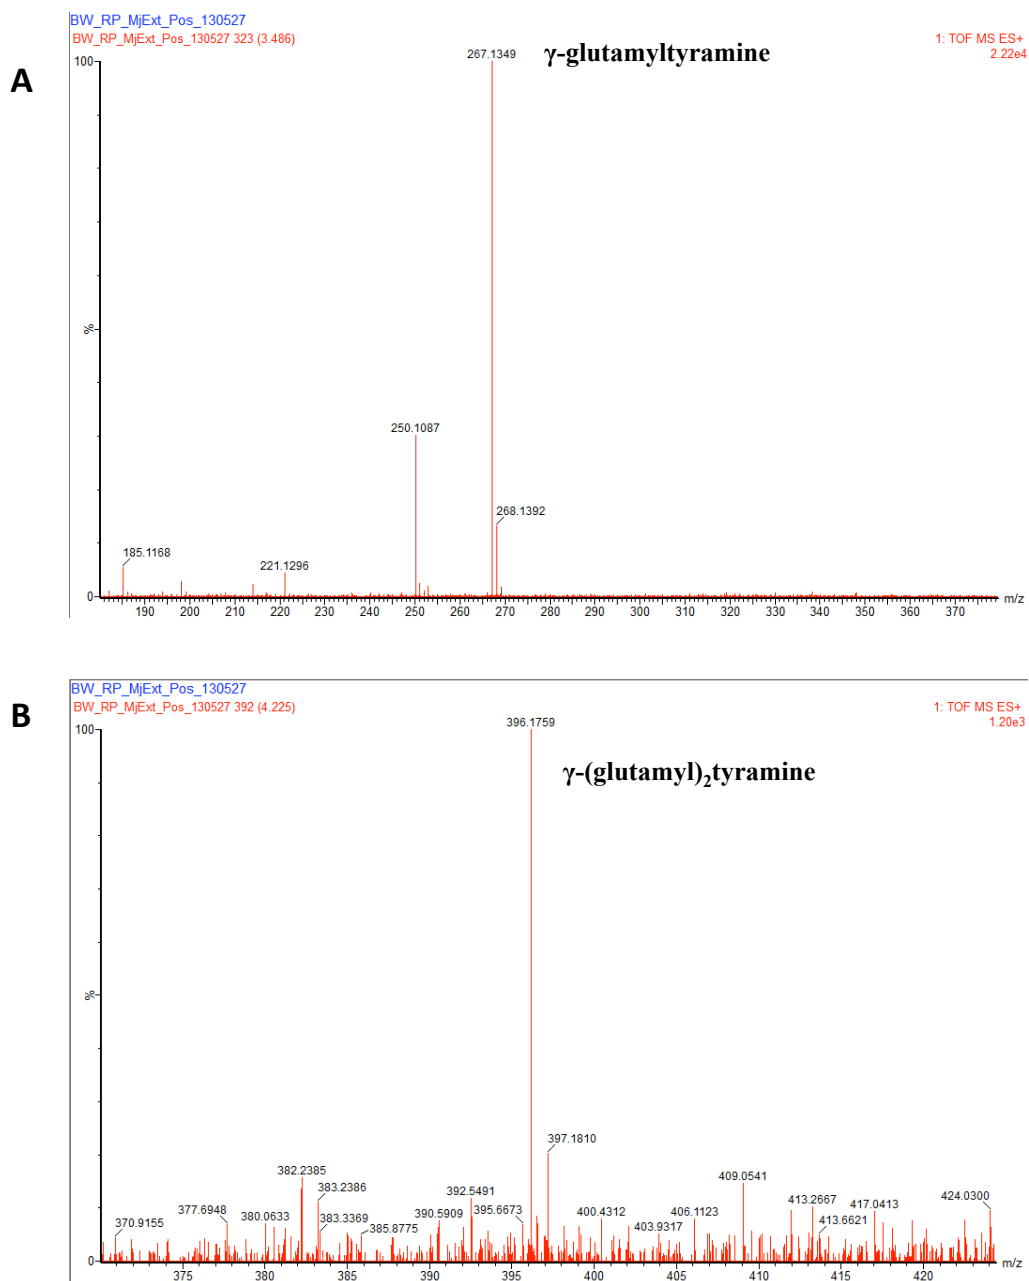 BW_RP_MjExt_Pos_130527
BW_RP_MjExt_Pos_130527 323 (3.486)
1: TOF MS ES+
2.22e4
A
100
267.1349
γ-glutamyltyramine
%
250.1087
268.1392
185.1168
221.1296
0
190 200 210 220 230 240 250 260 270 280 290 300 310 320 330 340 350 360 370
m/z
BW_RP_MjExt_Pos_130527
BW_RP_MjExt_Pos_130527 392 (4.225)
1: TOF MS ES+
1.20e3
B
100
396.1759
γ-(glutamyl)₂tyramine
%
397.1810
382.2385
409.0541
383.2386
392.5491
413.2667
424.0300
377.6948
395.6673
417.0413
370.9155
380.0633
383.3369
390.5909
400.4312
406.1123
413.6621
385.8775
403.9317
0
375 380 385 390 395 400 405 410 415 420
m/z